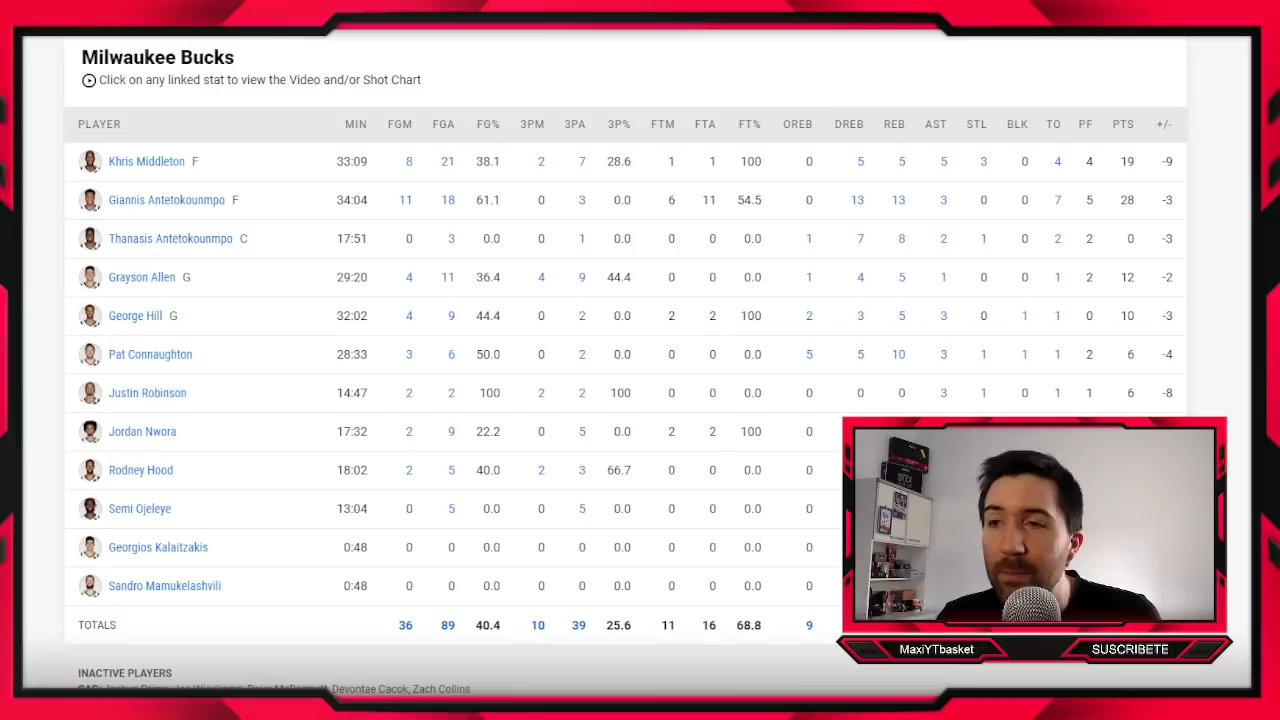 Milwaukee Bucks
Click on any linked stat to view the Video and/or Shot Chart
PLAYER MIN FGM FGA FG% 3PM 3PA 3P% FTM FTA FT% OREB DREB REB AST STL BLK TO PF PTS +/-
Khris Middleton F 33:09 8 21 38.1 2 7 28.6 1 1 100 0 5 5 5 3 0 4 4 19 -9
Giannis Antetokounmpo F 34:04 11 18 61.1 0 3 0.0 6 11 54.5 0 13 13 3 0 0 7 5 28 -3
Thanasis Antetokounmpo C 17:51 0 3 0.0 0 1 0.0 0 0 0.0 1 7 8 2 1 0 2 2 0 -3
Grayson Allen G 29:20 4 11 36.4 4 9 44.4 0 0 0.0 1 4 5 1 0 0 1 2 12 -2
George Hill G 32:02 4 9 44.4 0 2 0.0 2 2 100 2 3 5 3 0 1 1 0 10 -3
Pat Connaughton 28:33 3 6 50.0 0 2 0.0 0 0 0.0 5 5 10 3 1 1 1 2 6 -4
Justin Robinson 14:47 2 2 100 2 2 100 0 0 0.0 0 0 0 3 1 0 1 1 6 -8
Jordan Nwora 17:32 2 9 22.2 0 5 0.0 2 2 100 0
Rodney Hood 18:02 2 5 40.0 2 3 66.7 0 0 0.0 0
Semi Ojeleye 13:04 0 5 0.0 0 5 0.0 0 0 0.0 0
Georgios Kalaitzakis 0:48 0 0 0.0 0 0 0.0 0 0 0.0 0
Sandro Mamukelashvili 0:48 0 0 0.0 0 0 0.0 0 0 0.0 0
TOTALS 36 89 40.4 10 39 25.6 11 16 68.8 9
MaxiYTbasket SUSCRIBETE
INACTIVE PLAYERS
Devontae Cacok, Zach Collins